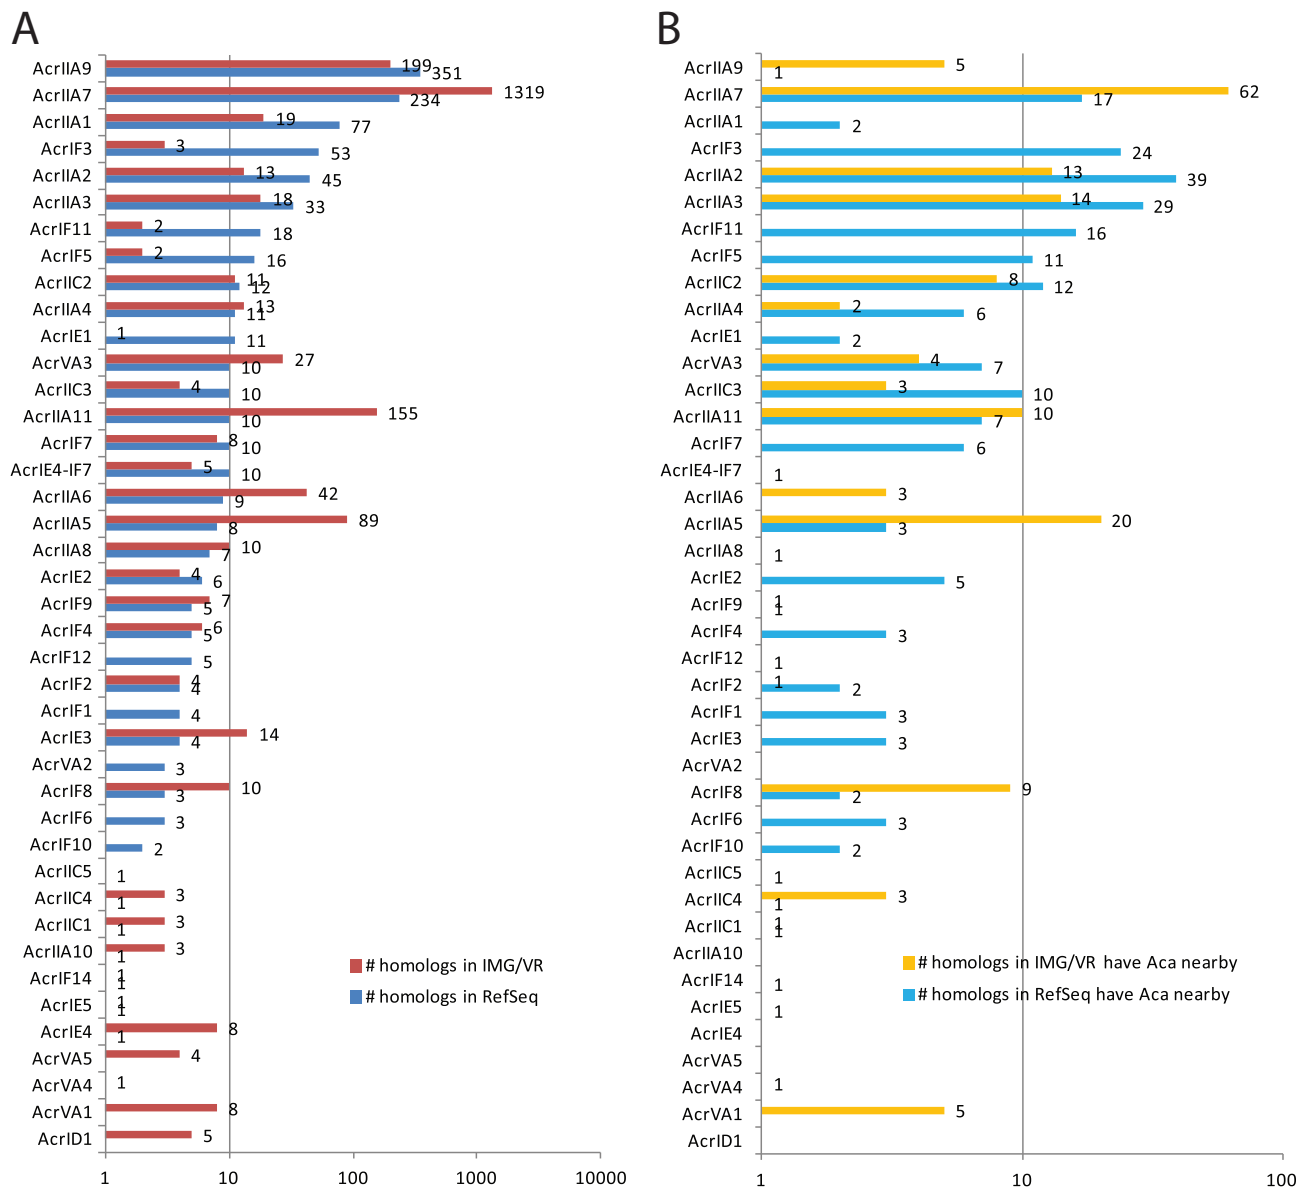 A
AcrIIA9 199 351
AcrIIA7 1319 234
AcrIIA1 19 77
AcrIF3 3 53
AcrIIA2 13 45
AcrIIA3 18 33
AcrIF11 2 18
AcrIF5 2 16
AcrIIC2 11 12
AcrIIA4 13 11
AcrIE1 1 11
AcrVA3 27 10
AcrIIC3 4 10
AcrIIA11 155 10
AcrIF7 8 10
AcrIE4-IF7 5 10
AcrIIA6 42 9
AcrIIA5 89 8
AcrIIA8 10 7
AcrIE2 4 6
AcrIF9 7 5
AcrIF4 6 5
AcrIF12 5
AcrIF2 4 4
AcrIF1 4
AcrIE3 14 4
AcrVA2 3
AcrIF8 10 3
AcrIF6 3
AcrIF10 2
AcrIIC5 1
AcrIIC4 3 1
AcrIIC1 3 1
AcrIIA10 3 1
AcrIF14 1 1
AcrIE5 1 1
AcrIE4 8 1
AcrVA5 4
AcrVA4 1
AcrVA1 8
AcrID1 5
# homologs in IMG/VR
# homologs in RefSeq
1 10 100 1000 10000
B
AcrIIA9 5 1
AcrIIA7 62 17
AcrIIA1 2
AcrIF3 24
AcrIIA2 13 39
AcrIIA3 14 29
AcrIF11 16
AcrIF5 11
AcrIIC2 8 12
AcrIIA4 2 6
AcrIE1 2
AcrVA3 4 7
AcrIIC3 3 10
AcrIIA11 10 7
AcrIF7 6
AcrIE4-IF7 1
AcrIIA6 3
AcrIIA5 20 3
AcrIIA8 1
AcrIE2 5
AcrIF9 1 1
AcrIF4 3
AcrIF12 1
AcrIF2 1 2
AcrIF1 3
AcrIE3 3
AcrVA2
AcrIF8 9 2
AcrIF6 3
AcrIF10 2
AcrIIC5 1
AcrIIC4 3 1
AcrIIC1 1 1
AcrIIA10
AcrIF14 1
AcrIE5 1
AcrIE4
AcrVA5
AcrVA4 1
AcrVA1 5
AcrID1
# homologs in IMG/VR have Aca nearby
# homologs in RefSeq have Aca nearby
1 10 100